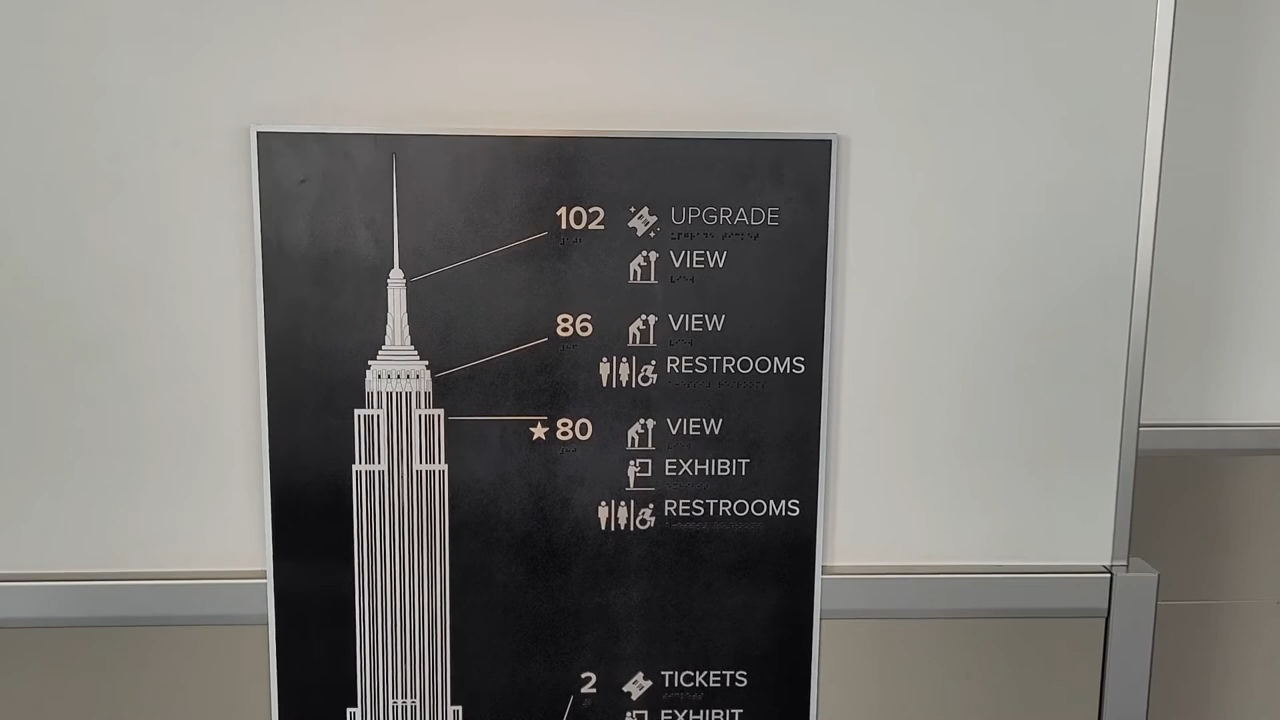 102 UPGRADE
VIEW
86 VIEW
RESTROOMS
★80 VIEW
EXHIBIT
RESTROOMS
2 TICKETS
EXHIBIT